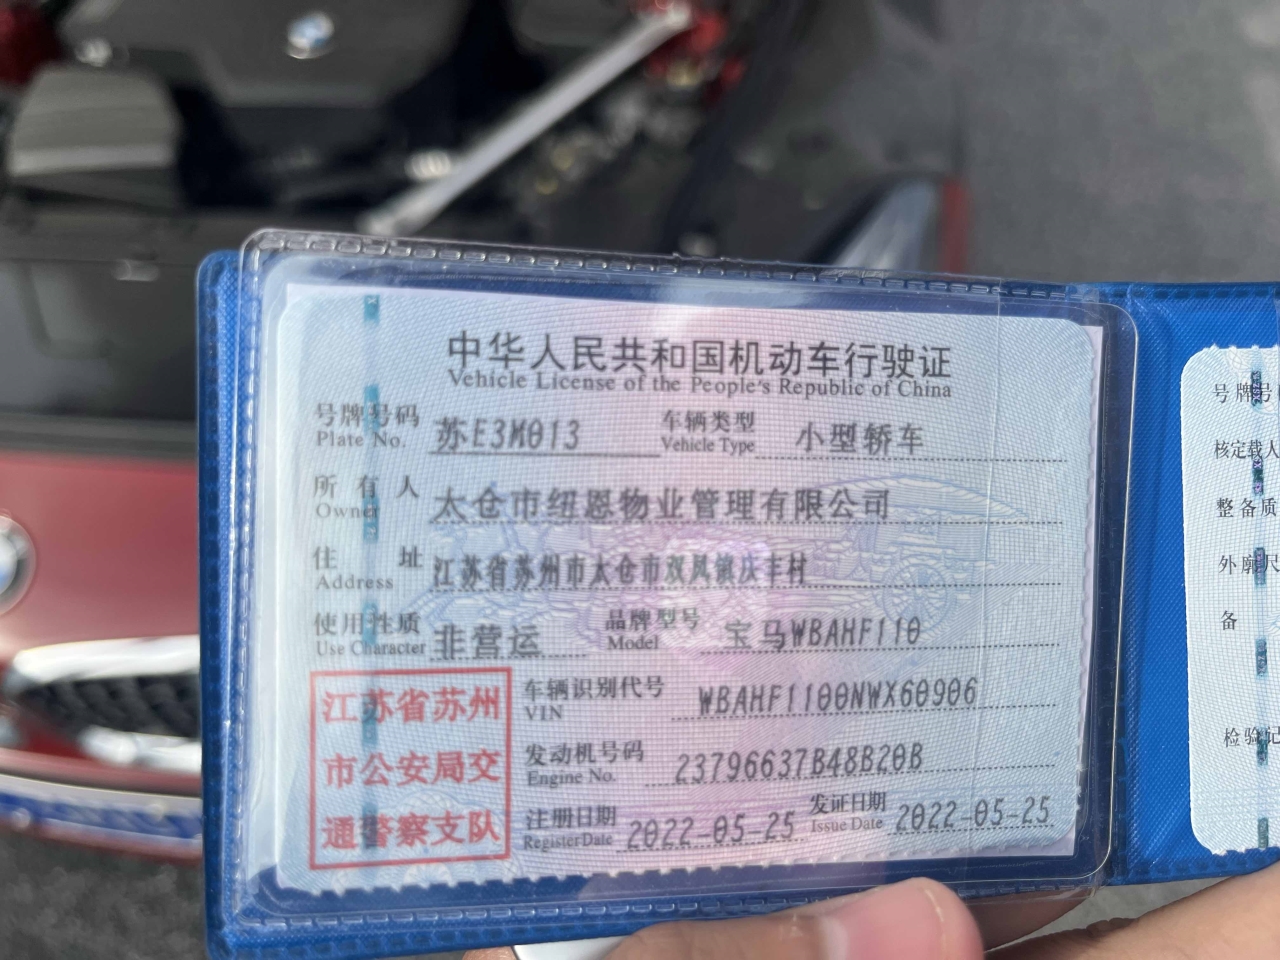 中华人民共和国机动车行驶证
Vehicle License of the People's Republic of China
号牌号码 苏E3M013 车辆类型 小型轿车
Plate No. Vehicle Type
所有人 太仓市纽恩物业管理有限公司
Owner
住址 江苏省苏州市太仓市双凤镇庆丰村
Address
使用性质 非营运 品牌型号 宝马WBAHF110
Use Character Model
江苏省苏州
市公安局交
通警察支队
车辆识别代号 WBAHF1100NWX60906
VIN
发动机号码 23796637B48B20B
Engine No.
注册日期 2022-05-25 发证日期 2022-05-25
Register Date Issue Date
号牌号
核定载人
整备质
外廓尺
备
检验记